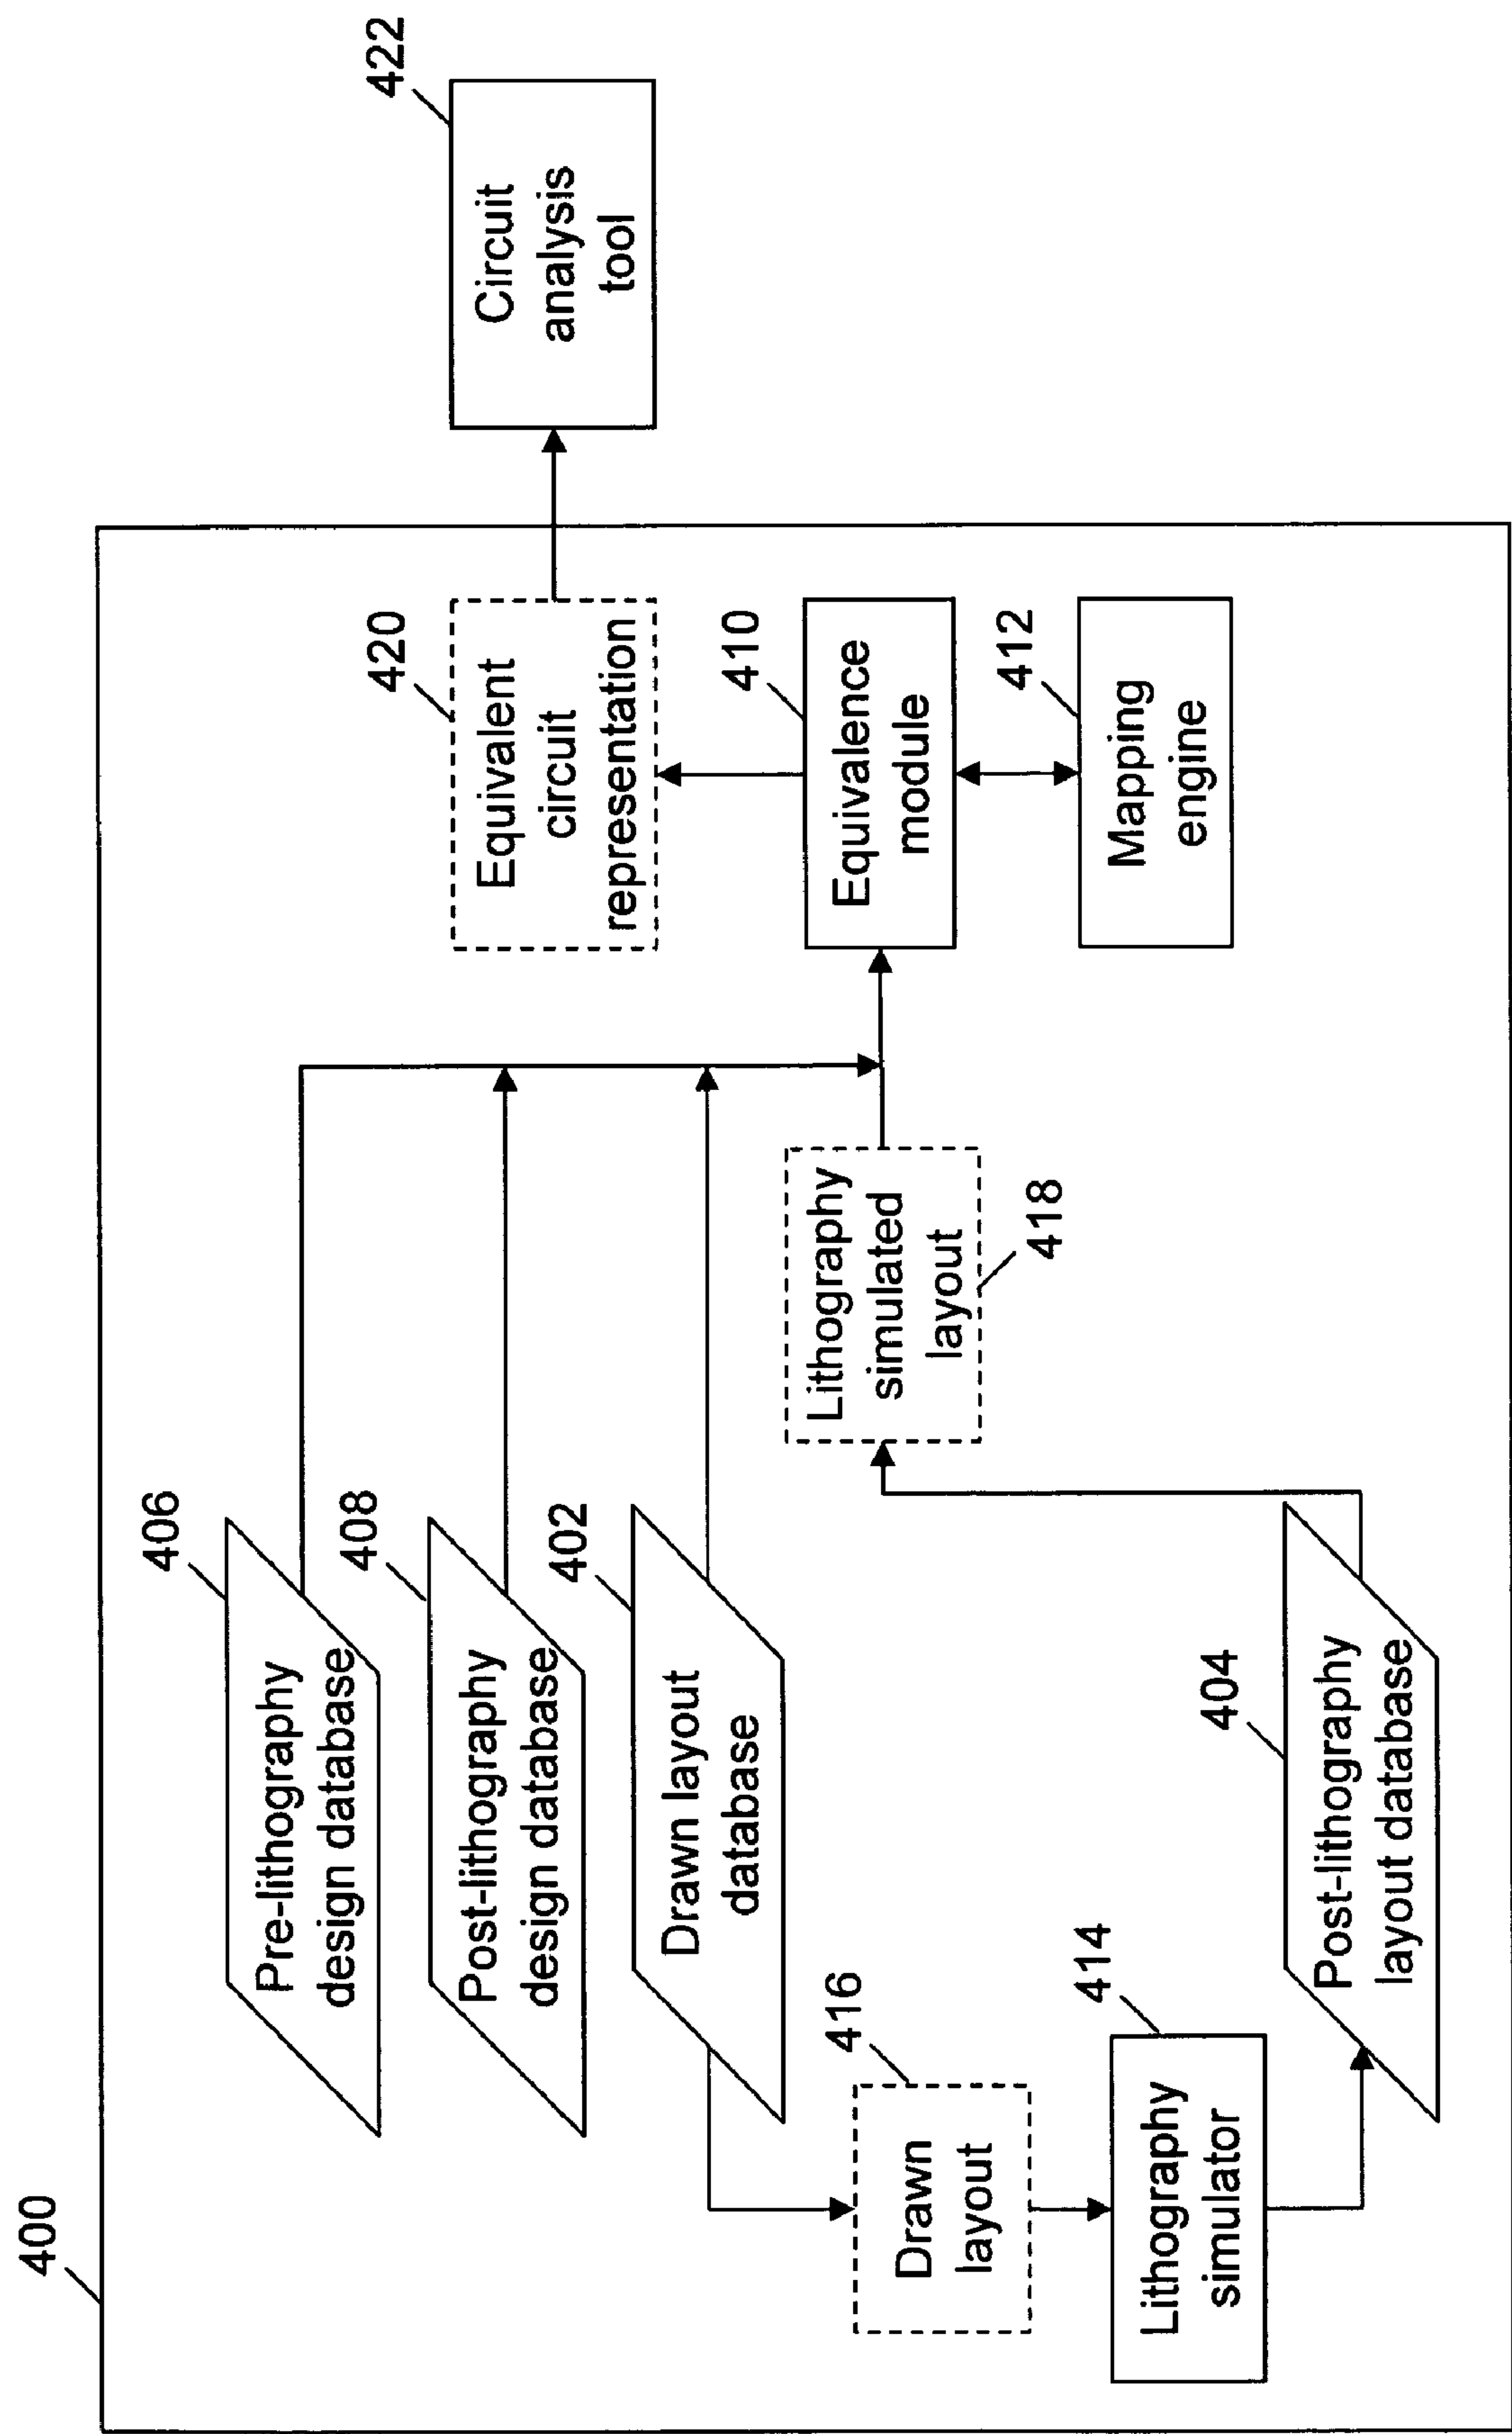 400
406
Pre-lithography
design database
408
Post-lithography
design database
402
Drawn layout
database
416
Drawn
layout
414
Lithography
simulator
404
Post-lithography
layout database
Lithography
simulated
layout
418
420
Equivalent
circuit
representation
410
Equivalence
module
412
Mapping
engine
422
Circuit
analysis
tool